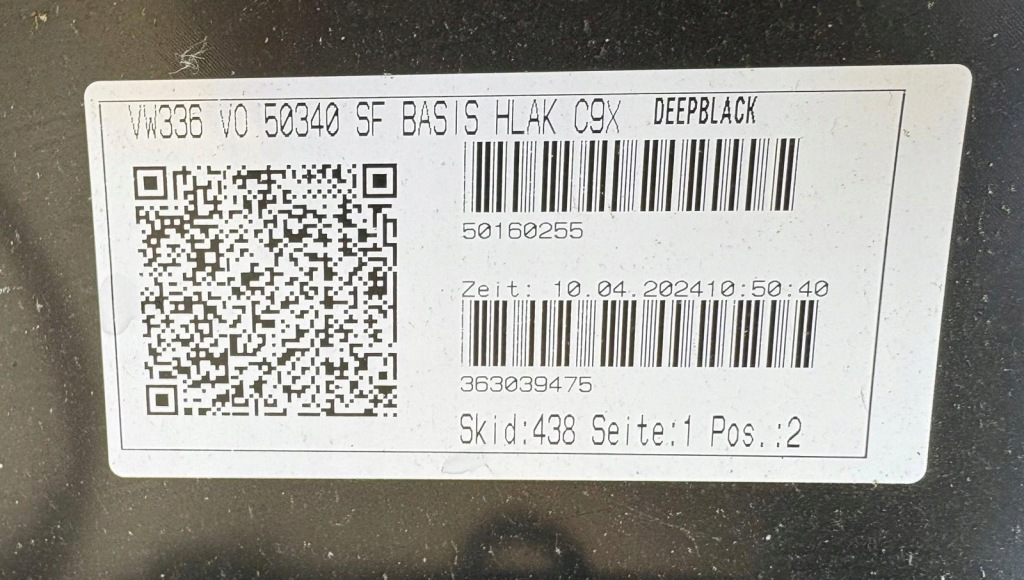 VW336 VO 50340 SF BASIS HLAK C9X DEEPBLACK
50160255
Zeit: 10.04.202410:50:40
363039475
Skid:438 Seite:1 Pos.:2